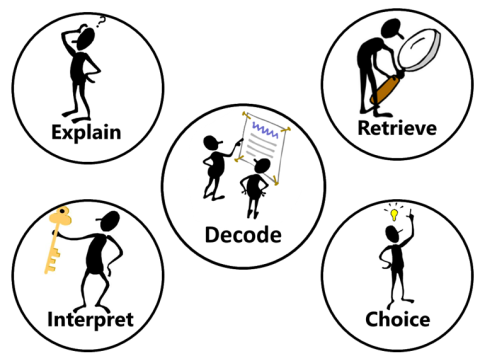 Explain
Retrieve
Decode
Interpret
Choice